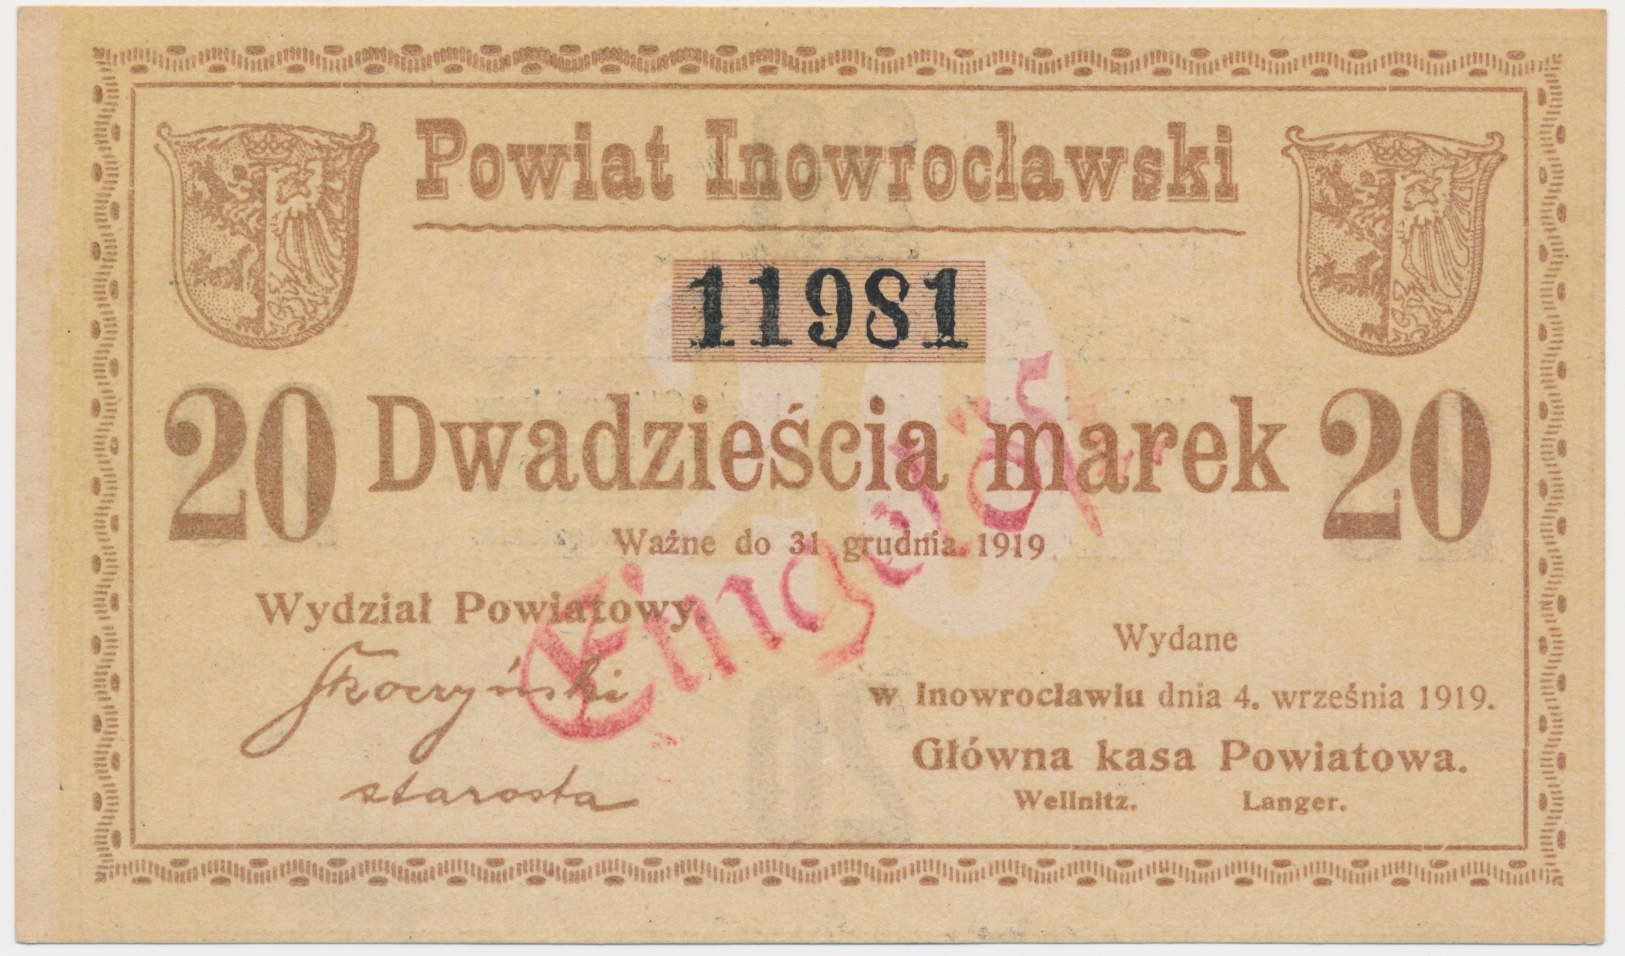 Powiat Inowrocławski
11981
20 Dwadzieścia marek 20
Ważne do 31 grudnia 1919
Wydział Powiatowy.
Wydane
w Inowrocławiu dnia 4. września 1919.
Główna kasa Powiatowa.
Wellnitz. Langer.
starosta